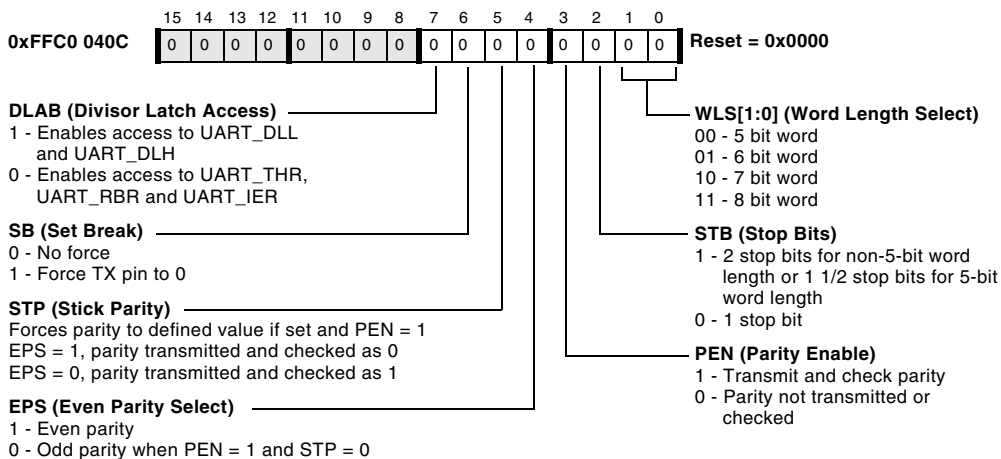 15 14 13 12 11 10 9 8 7 6 5 4 3 2 1 0
0xFFC0 040C 0 0 0 0 0 0 0 0 0 0 0 0 0 0 0 0 Reset = 0x0000
DLAB (Divisor Latch Access)
1 - Enables access to UART_DLL
and UART_DLH
0 - Enables access to UART_THR,
UART_RBR and UART_IER
SB (Set Break)
0 - No force
1 - Force TX pin to 0
STP (Stick Parity)
Forces parity to defined value if set and PEN = 1
EPS = 1, parity transmitted and checked as 0
EPS = 0, parity transmitted and checked as 1
EPS (Even Parity Select)
1 - Even parity
0 - Odd parity when PEN = 1 and STP = 0
WLS[1:0] (Word Length Select)
00 - 5 bit word
01 - 6 bit word
10 - 7 bit word
11 - 8 bit word
STB (Stop Bits)
1 - 2 stop bits for non-5-bit word
length or 1 1/2 stop bits for 5-bit
word length
0 - 1 stop bit
PEN (Parity Enable)
1 - Transmit and check parity
0 - Parity not transmitted or
checked